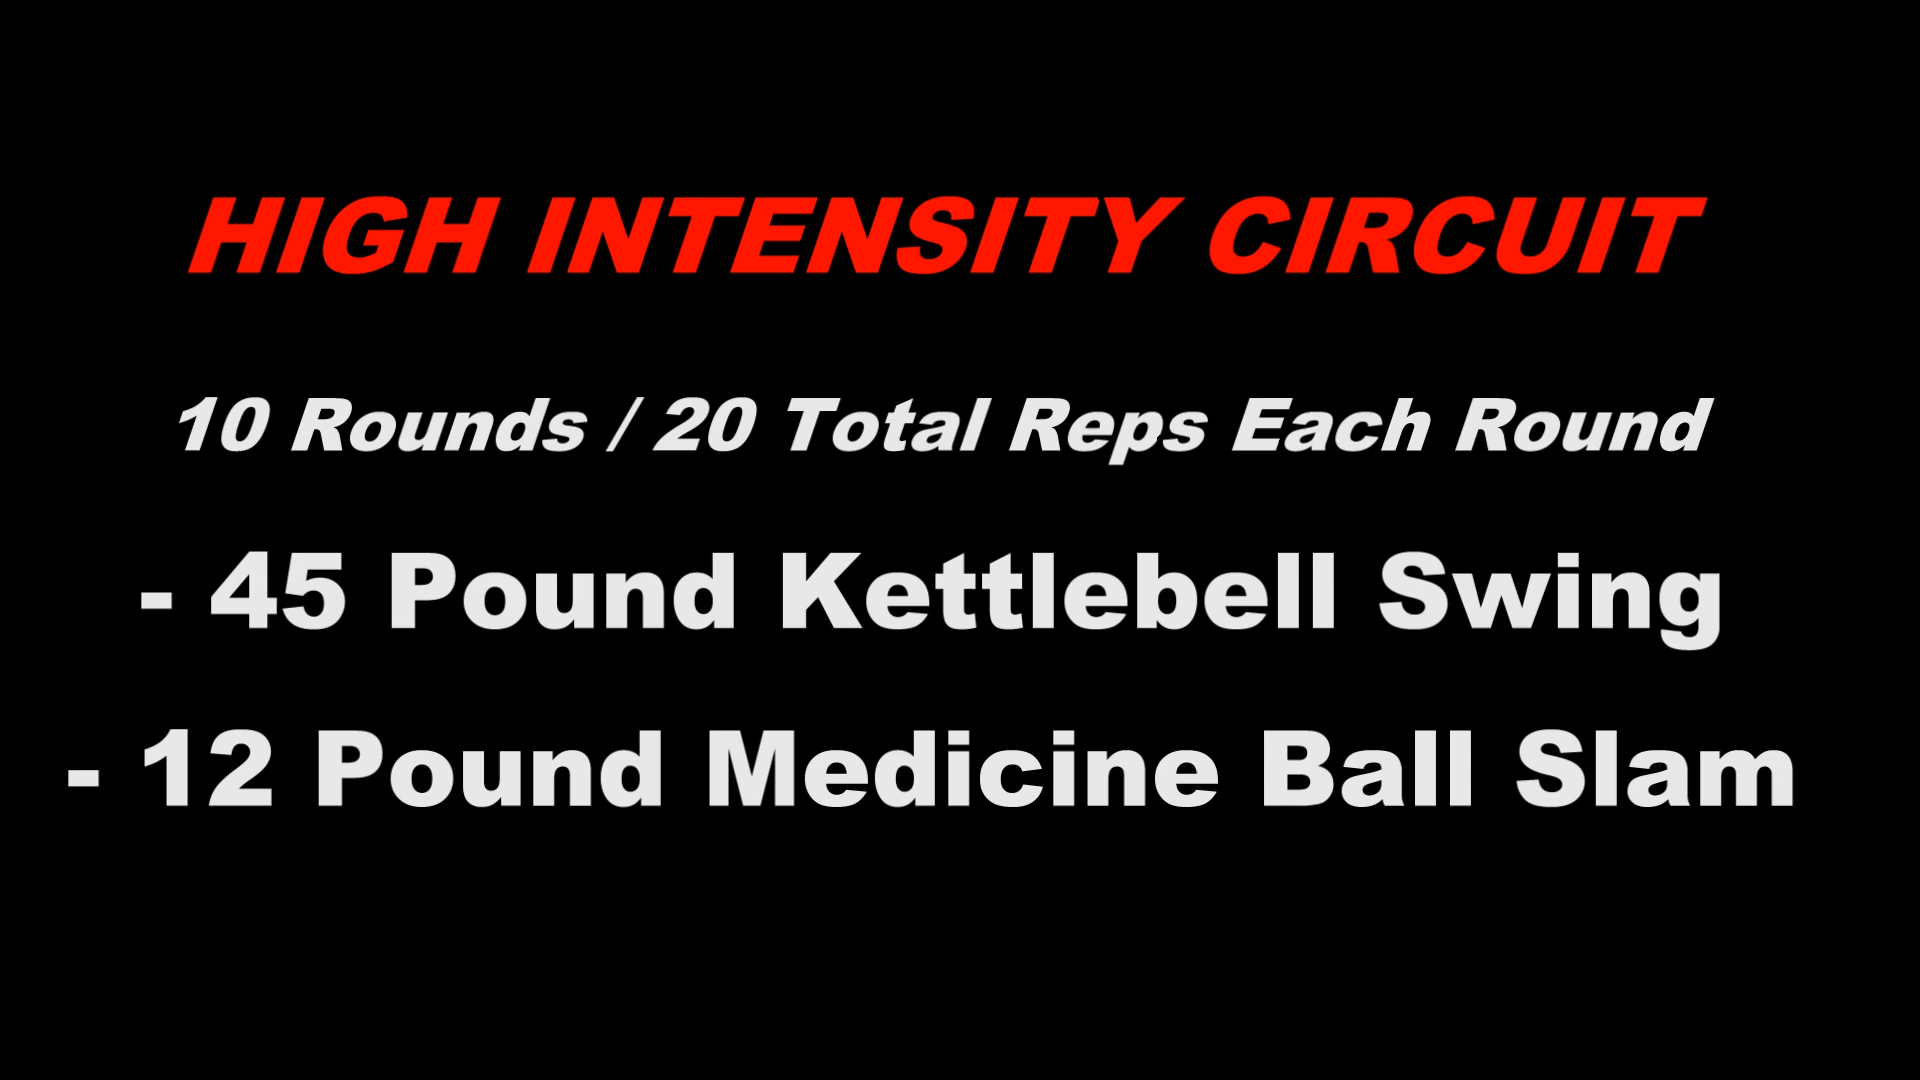 HIGH INTENSITY CIRCUIT
10 Rounds / 20 Total Reps Each Round
- 45 Pound Kettlebell Swing
- 12 Pound Medicine Ball Slam